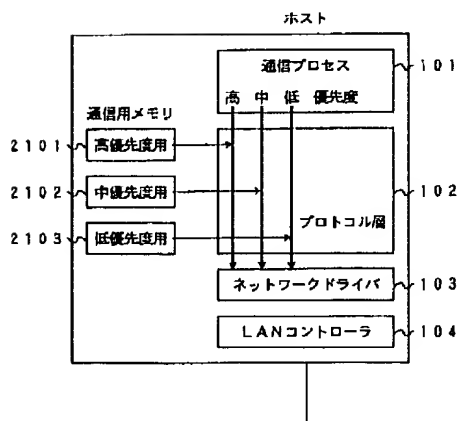 ホスト
通信プロセス
101
高 中 低 優先度
通信用メモリ
2101
高優先度用
2102
中優先度用
102
2103
低優先度用
プロトコル層
ネットワークドライバ
103
LANコントローラ
104